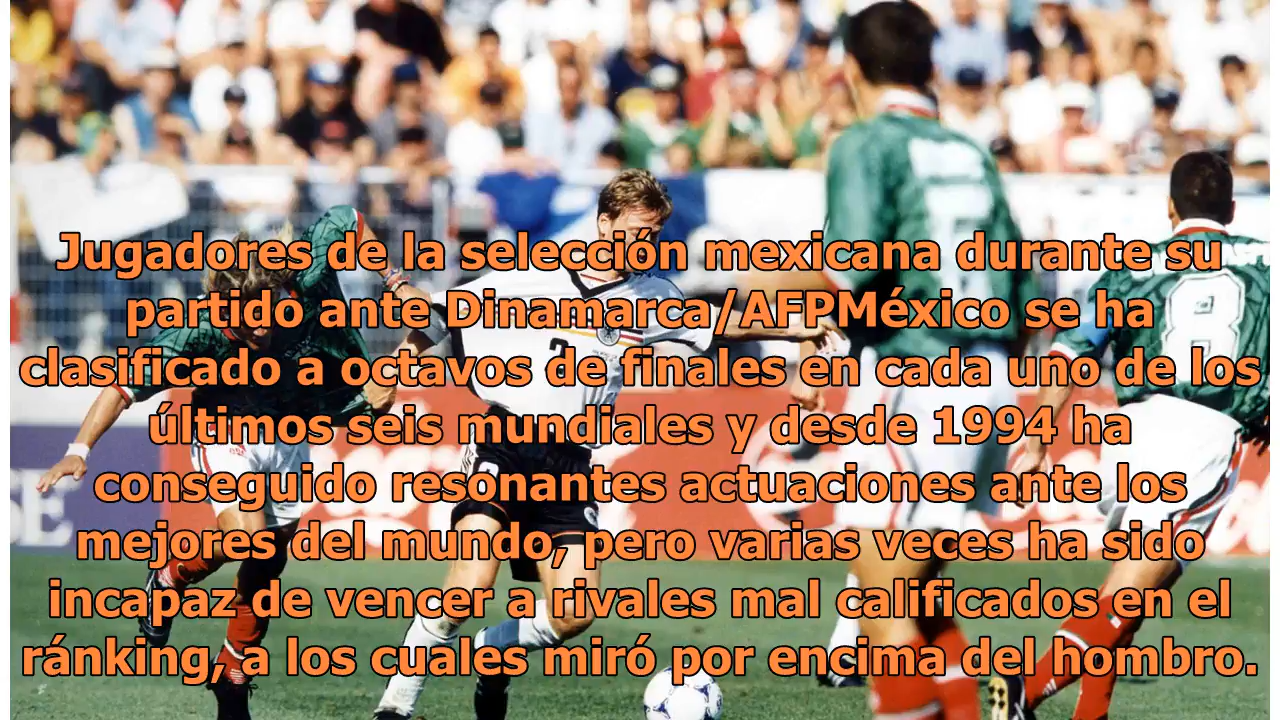 Jugadores de la selección mexicana durante su
partido ante Dinamarca/AFPMéxico se ha
clasificado a octavos de finales en cada uno de los
últimos seis mundiales y desde 1994 ha
conseguido resonantes actuaciones ante los
mejores del mundo, pero varias veces ha sido
incapaz de vencer a rivales mal calificados en el
ránking, a los cuales miró por encima del hombro.
8